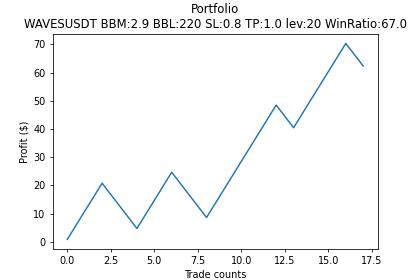 Portfolio
WAVESUSDT BBM:2.9 BBL:220 SL:0.8 TP:1.0 lev:20 WinRatio:67.0
Profit ($)
70
60
50
40
30
20
10
0
0.0 2.5 5.0 7.5 10.0 12.5 15.0 17.5
Trade counts